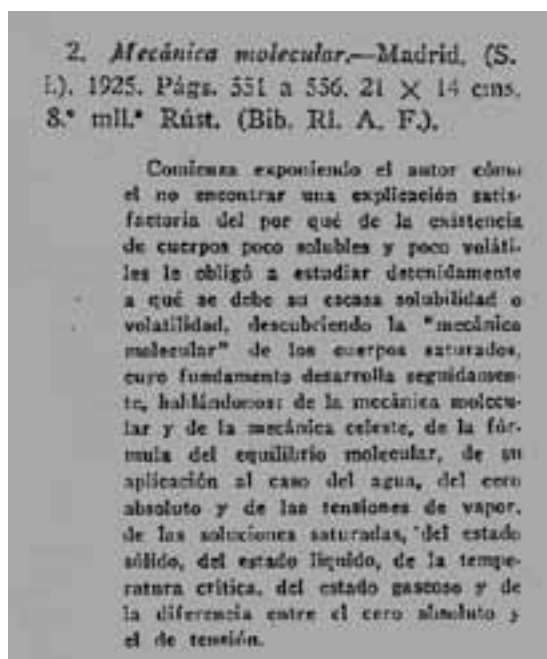 2. Mecánica molecular.—Madrid. (S.
i.). 1925. Págs. 551 a 556. 21 × 14 cms.
8.º mll.ª Rúst. (Bib. Rl. A. F.).
Comienza exponiendo el autor cómo
el no encontrar una explicación satis-
factoria del por qué de la existencia
de cuerpos poco solubles y poco voláti-
les le obligó a estudiar detenidamente
a qué se debe su escasa solubilidad o
volatilidad, descubriendo la "mecánica
molecular" de los cuerpos saturados,
cuyo fundamento desarrolla seguidamen-
te, hablándonos: de la mecánica molecu-
lar y de la mecánica celeste, de la fór-
mula del equilibrio molecular, de su
aplicación al caso del agua, del cero
absoluto y de las tensiones de vapor,
de las soluciones saturadas, del estado
sólido, del estado líquido, de la tempe-
ratura crítica, del estado gaseoso y de
la diferencia entre el cero absoluto y
el de tensión.